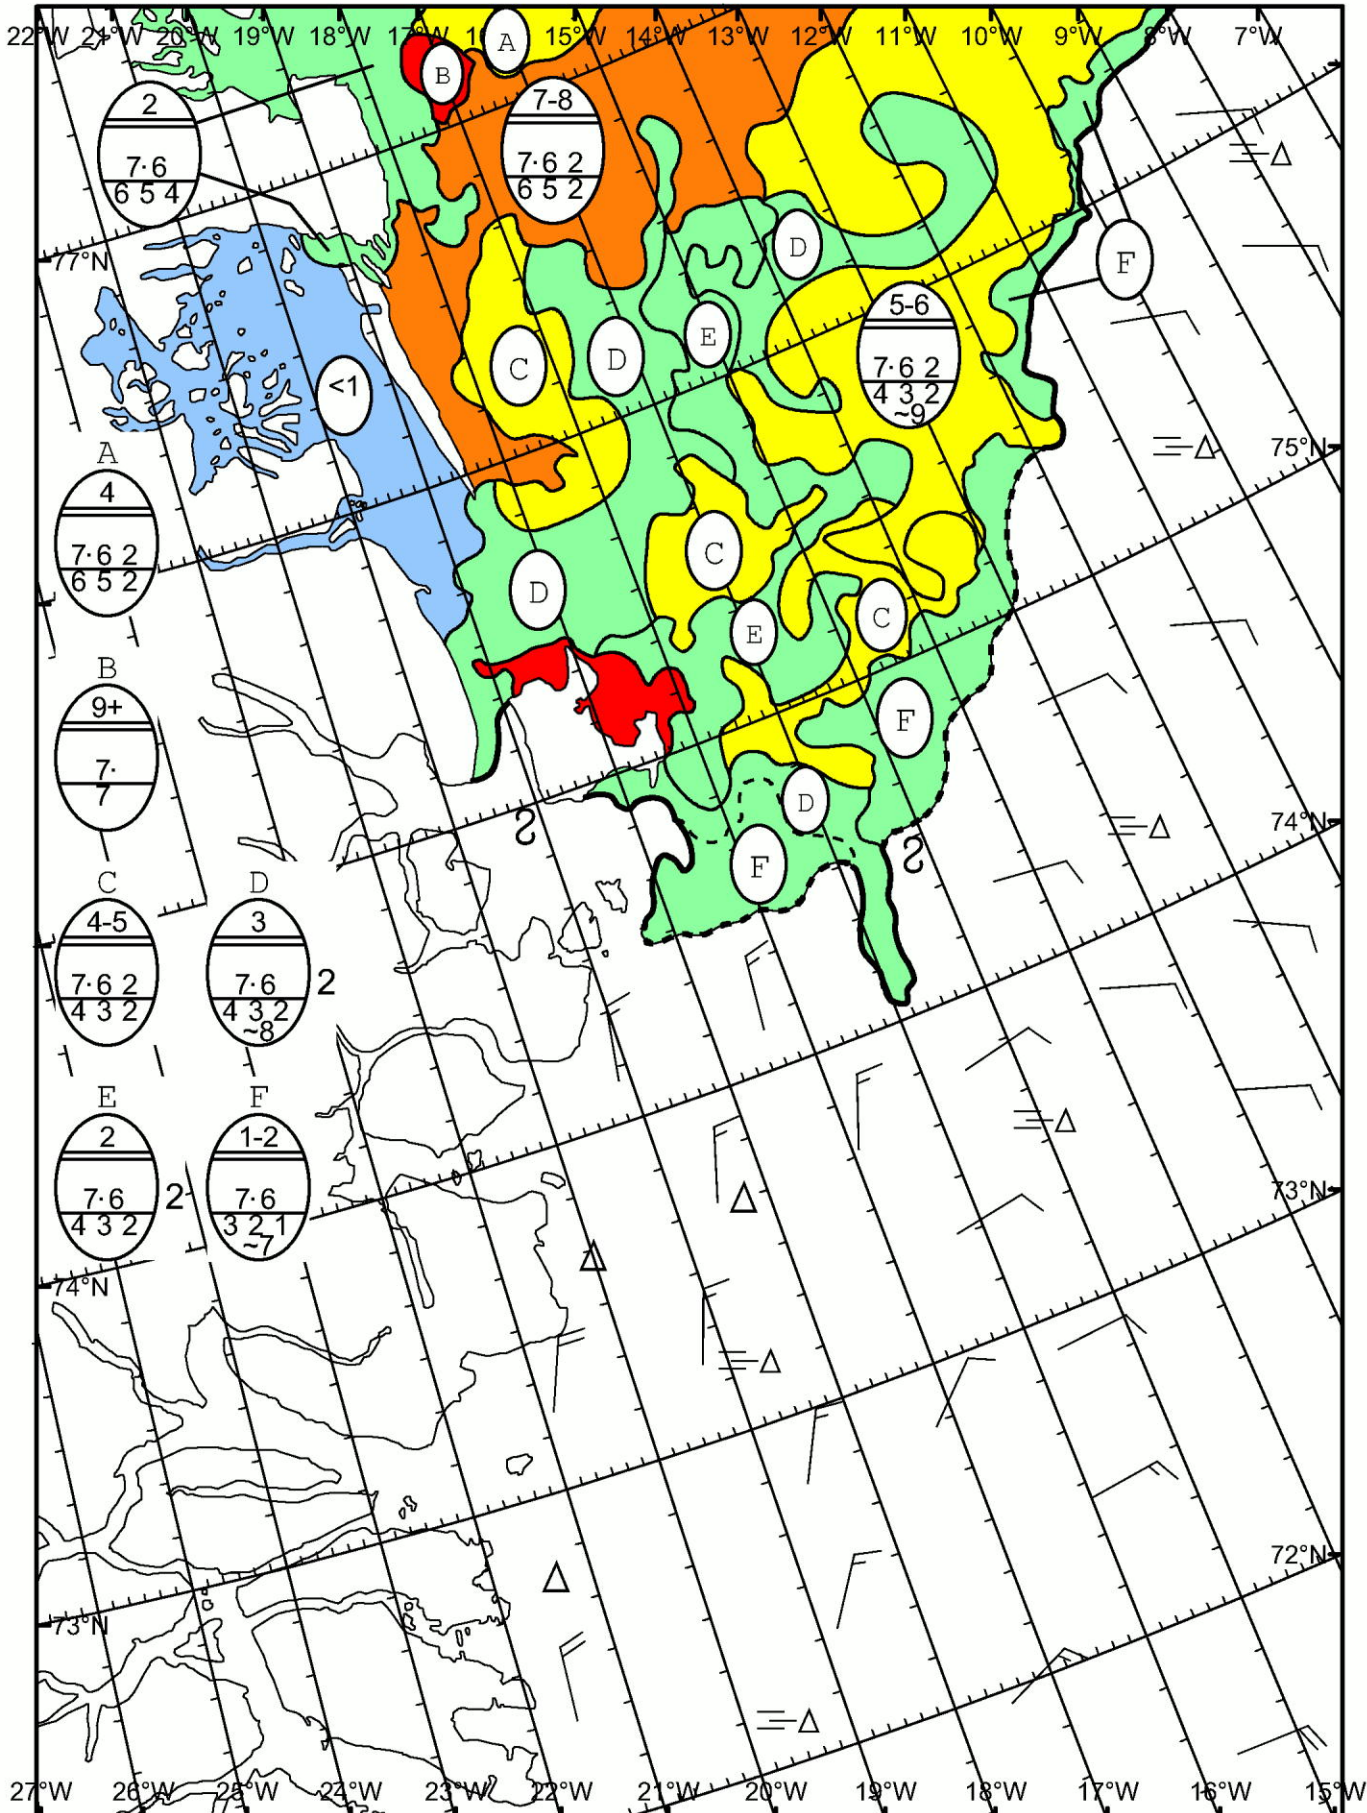 22°W 21°W 20°W 19°W 18°W 17°W 16 15°W 14°W 13°W 12°W 11°W 10°W 9°W 8°W 7°W
A
B
2
7·6
6 5 4
7-8
7·6 2
6 5 2
D
77°N
F
5-6
7·6 2
4 3 2
~9
E
D
C
<1
75°N
A
4
7·6 2
6 5 2
C
D
C
E
B
9+
7·
7
F
D
74°N
F
C
4-5
7·6 2
4 3 2
D
3
7·6
4 3 2
~8
2
E
2
7·6
4 3 2
2
F
1-2
7·6
3 2 1
~7
73°N
74°N
72°N
73°N
27°W 26°W 25°W 24°W 23°W 22°W 21°W 20°W 19°W 18°W 17°W 16°W 15°W